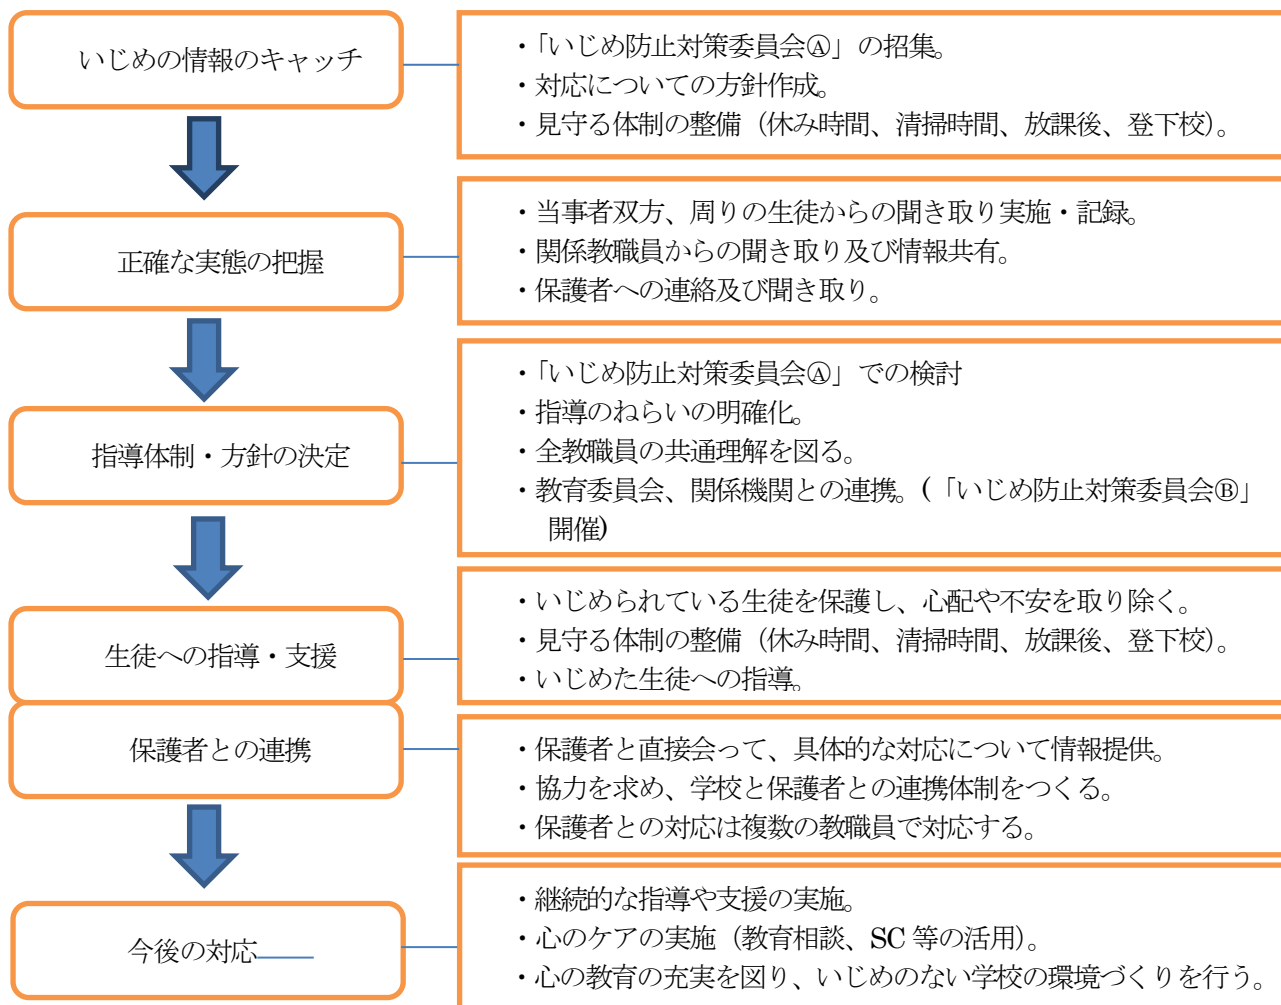 いじめの情報のキャッチ
・「いじめ防止対策委員会Ⓐ」の招集。
・対応についての方針作成。
・見守る体制の整備（休み時間、清掃時間、放課後、登下校）。
正確な実態の把握
・当事者双方、周りの生徒からの聞き取り実施・記録。
・関係教職員からの聞き取り及び情報共有。
・保護者への連絡及び聞き取り。
指導体制・方針の決定
・「いじめ防止対策委員会Ⓐ」での検討
・指導のねらいの明確化。
・全教職員の共通理解を図る。
・教育委員会、関係機関との連携。(「いじめ防止対策委員会Ⓑ」
開催)
生徒への指導・支援
・いじめられている生徒を保護し、心配や不安を取り除く。
・見守る体制の整備（休み時間、清掃時間、放課後、登下校）。
・いじめた生徒への指導。
保護者との連携
・保護者と直接会って、具体的な対応について情報提供。
・協力を求め、学校と保護者との連携体制をつくる。
・保護者との対応は複数の教職員で対応する。
今後の対応
・継続的な指導や支援の実施。
・心のケアの実施（教育相談、SC 等の活用）。
・心の教育の充実を図り、いじめのない学校の環境づくりを行う。